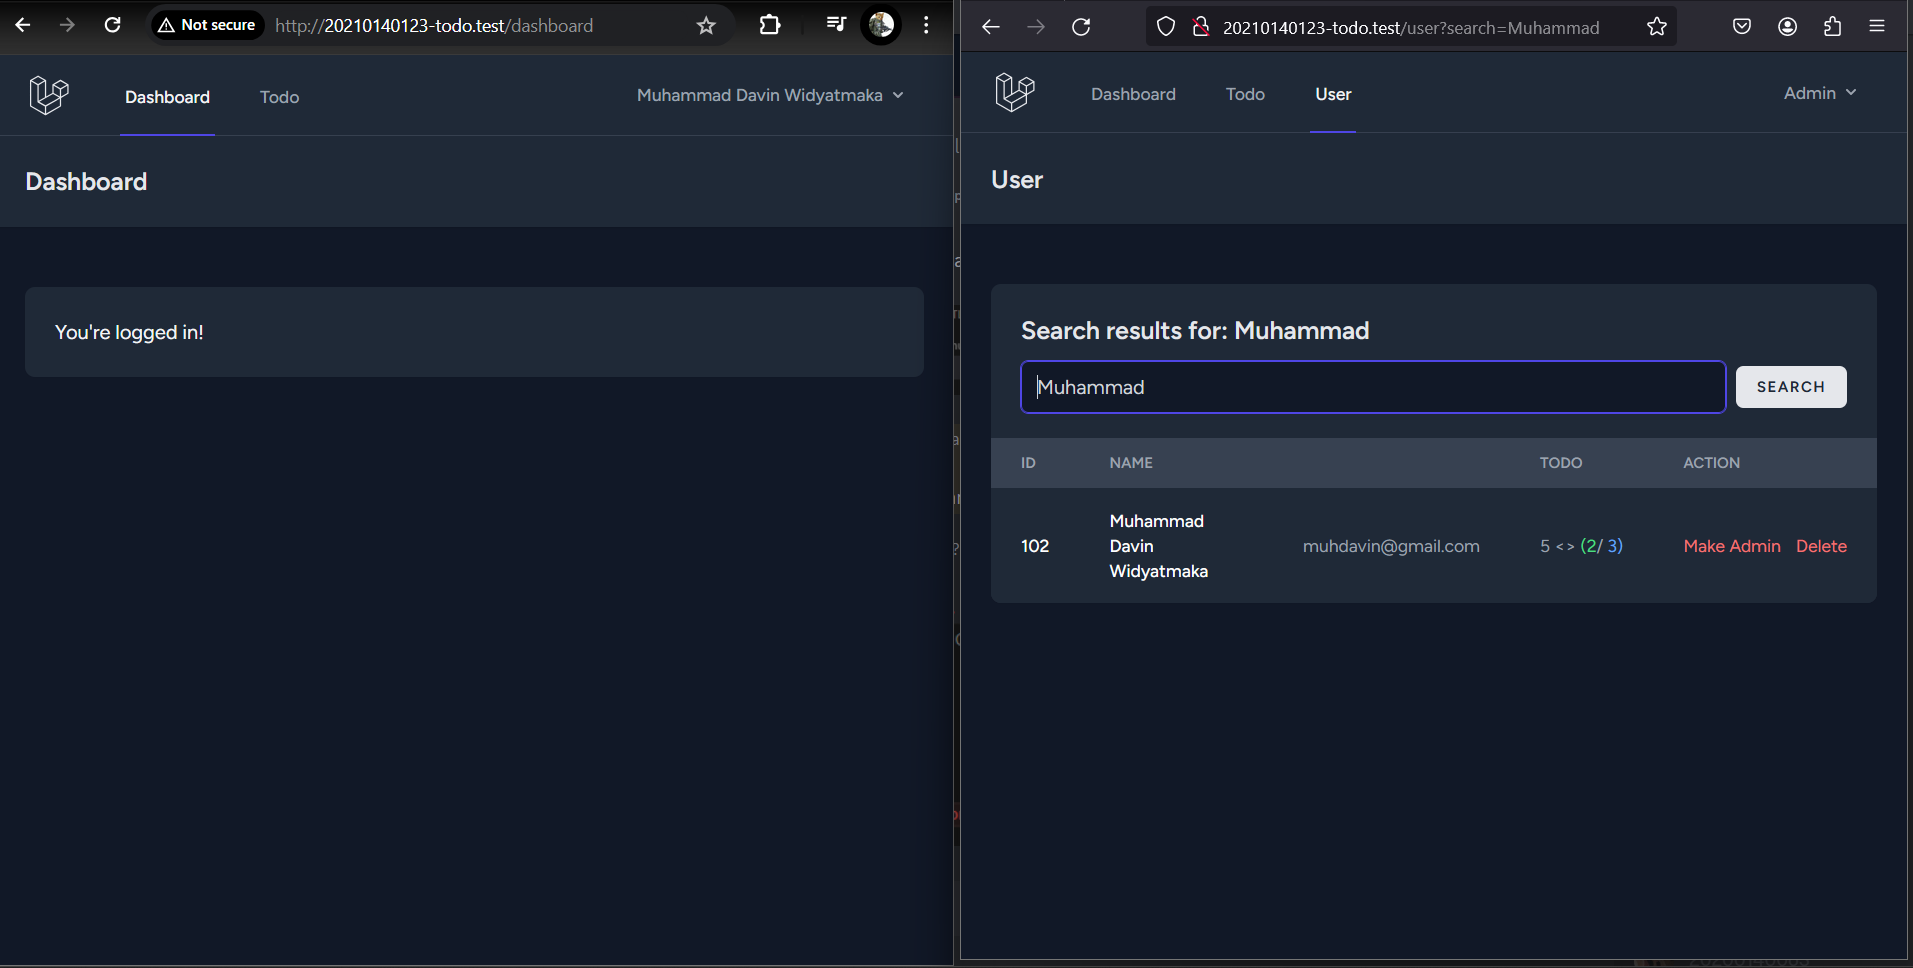 Not secure http://20210140123-todo.test/dashboard
Dashboard Todo Muhammad Davin Widyatmaka
Dashboard
You're logged in!
20210140123-todo.test/user?search=Muhammad
Dashboard Todo User Admin
User
Search results for: Muhammad
Muhammad SEARCH
ID NAME TODO ACTION
102 Muhammad Davin Widyatmaka muhdavin@gmail.com 5 <> (2/ 3) Make Admin Delete